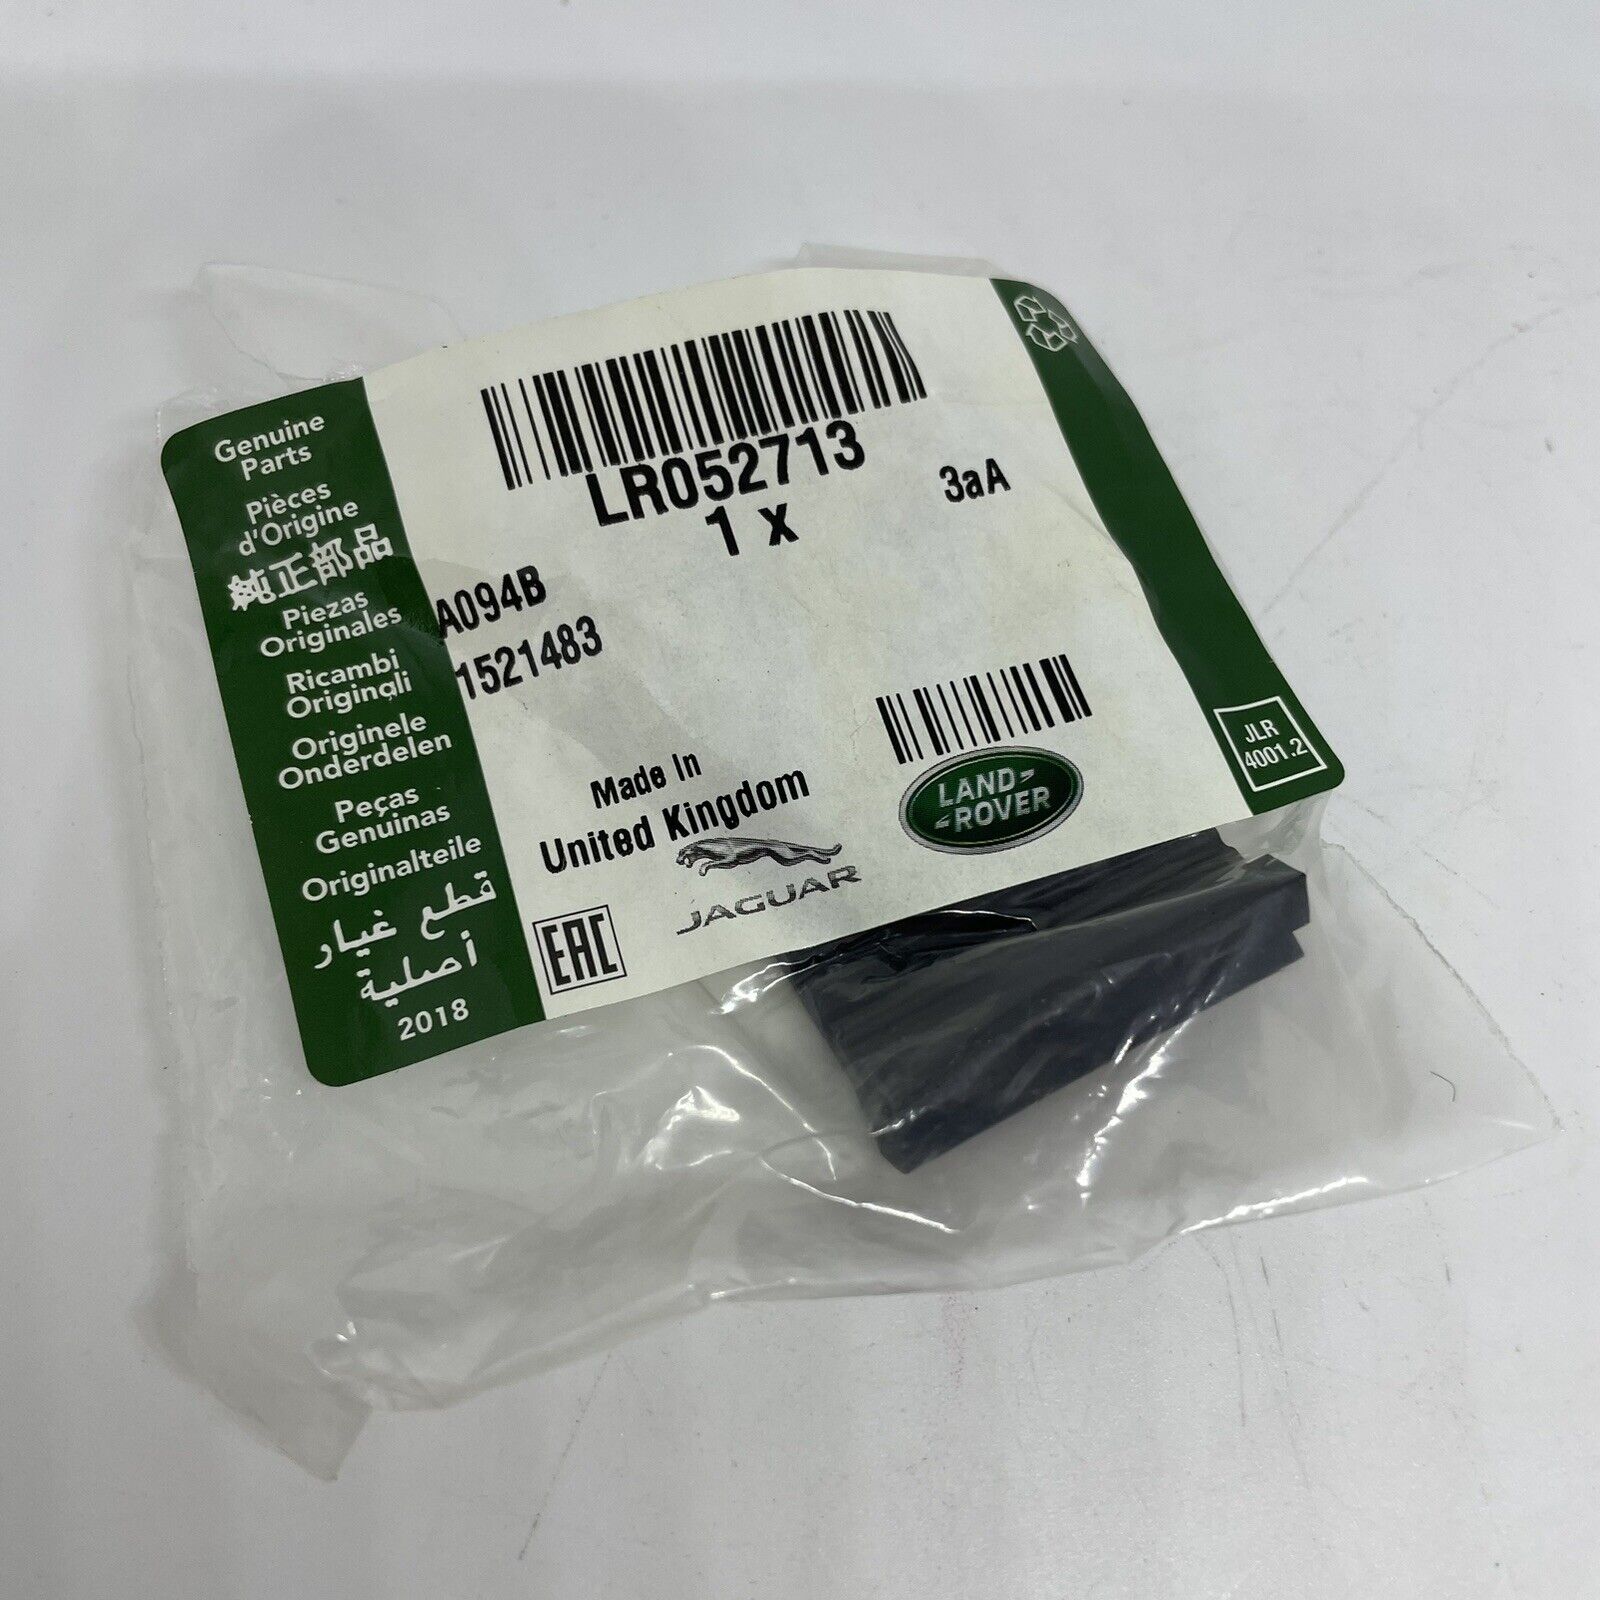 Genuine
Parts
Pièces
d'Origine
純正部品
Piezas
Originales
Ricambi
Originali
Originele
Onderdelen
Peças
Genuinas
Originalteile
قطع غيار
أصلية
2018
LR052713
1 x
3aA
A094B
1521483
Made In
United Kingdom
JAGUAR
LAND
ROVER
EAC
JLR
4001.2